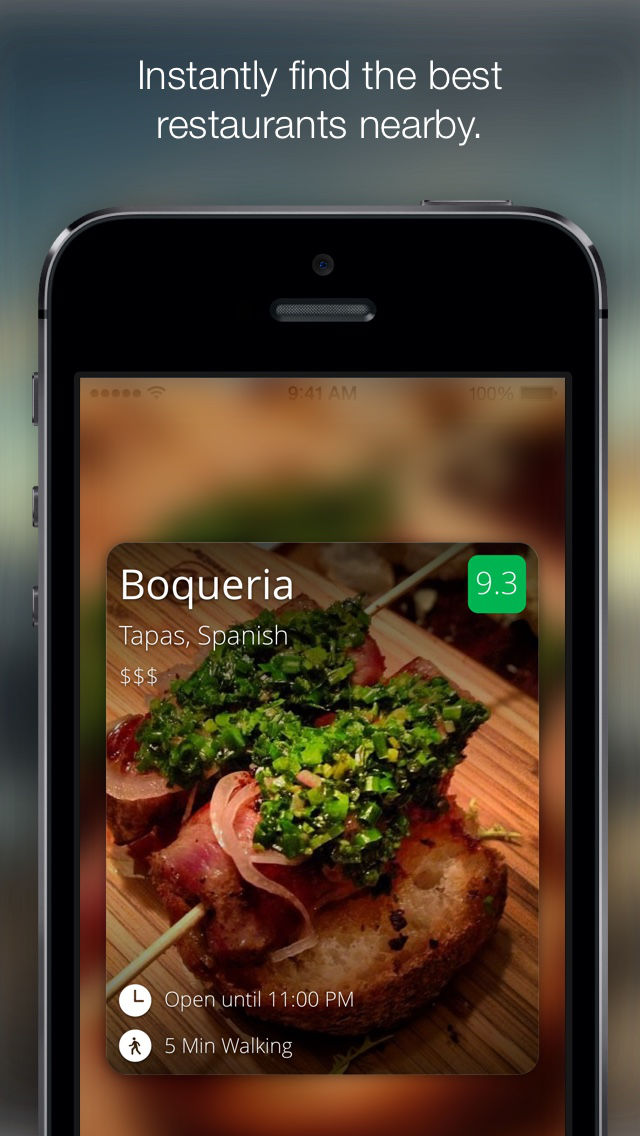 Instantly find the best
restaurants nearby.
9:41 AM 100%
Boqueria 9.3
Tapas, Spanish
$$$
Open until 11:00 PM
5 Min Walking